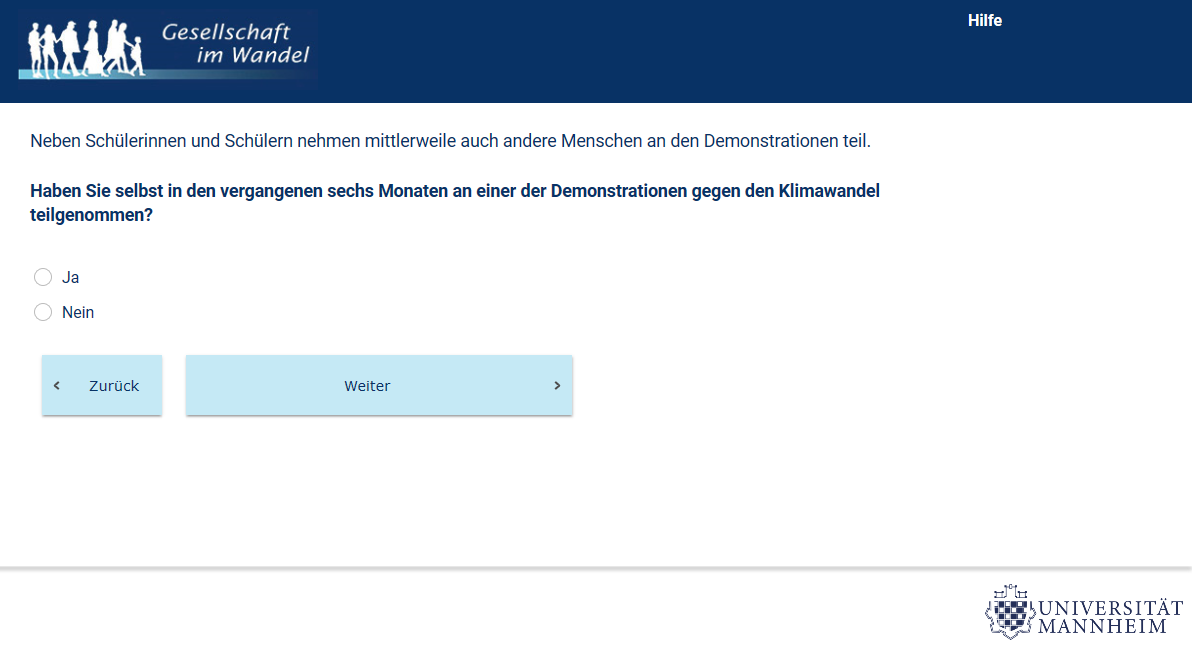 Gesellschaft
im Wandel
Hilfe
Neben Schülerinnen und Schülern nehmen mittlerweile auch andere Menschen an den Demonstrationen teil.
Haben Sie selbst in den vergangenen sechs Monaten an einer der Demonstrationen gegen den Klimawandel
teilgenommen?
Ja
Nein
< Zurück
Weiter >
UNIVERSITÄT
MANNHEIM